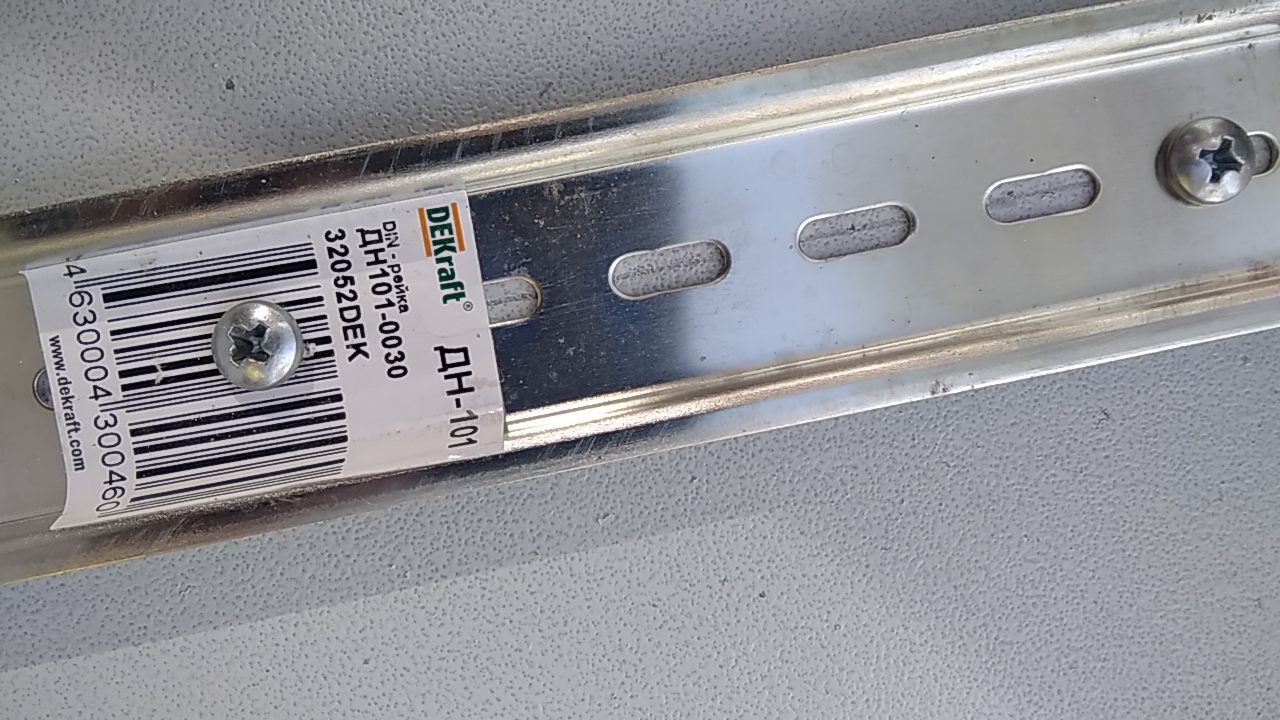 DEKraft®
ДН-101
DIN - рейка
ДН101-0030
32052DEK
4 630004 300460
www.dekraft.com